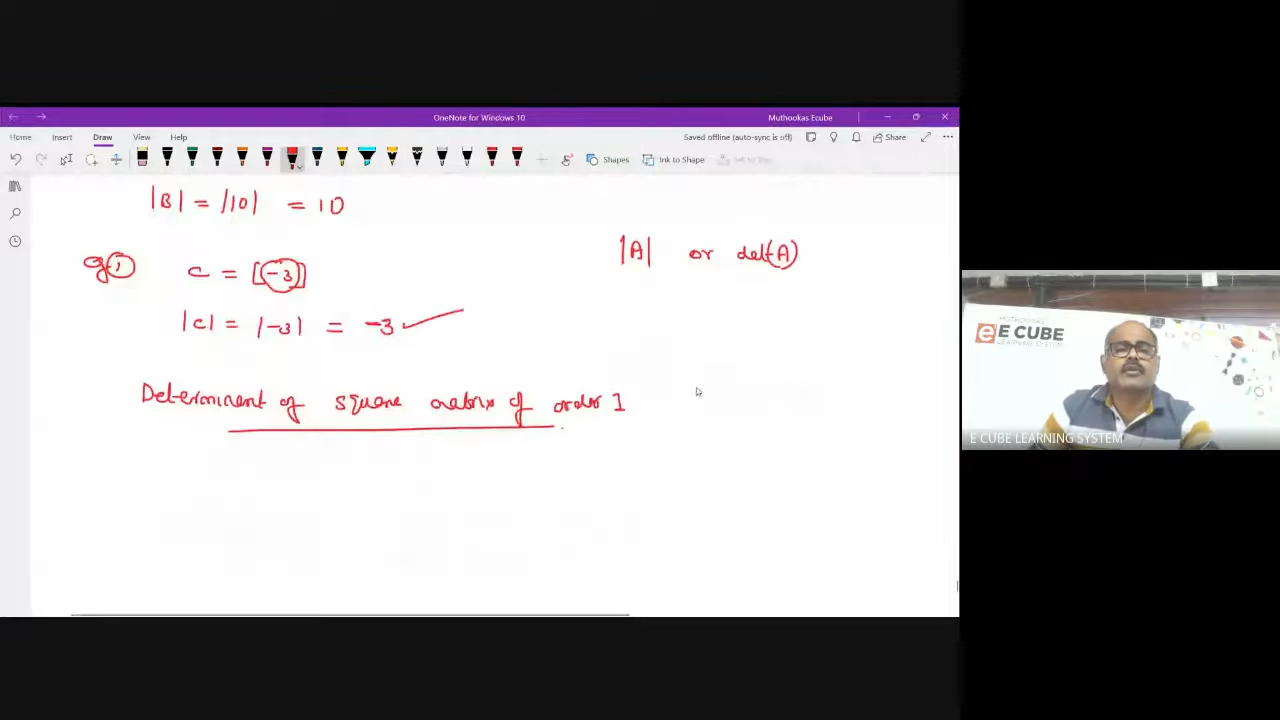 OneNote for Windows 10
Muthookas Ecube
Home Insert Draw View Help
Saved offline (auto-sync is off)
Share
Shapes
Ink to Shape
|B| = |10| = 10
|A| or det(A)
eg:
C = [-3]
|C| = |-3| = -3
Determinent of square matrix of order 1
MUTHOOKAS
e E CUBE
LEARNING SYSTEM
E CUBE LEARNING SYSTEM